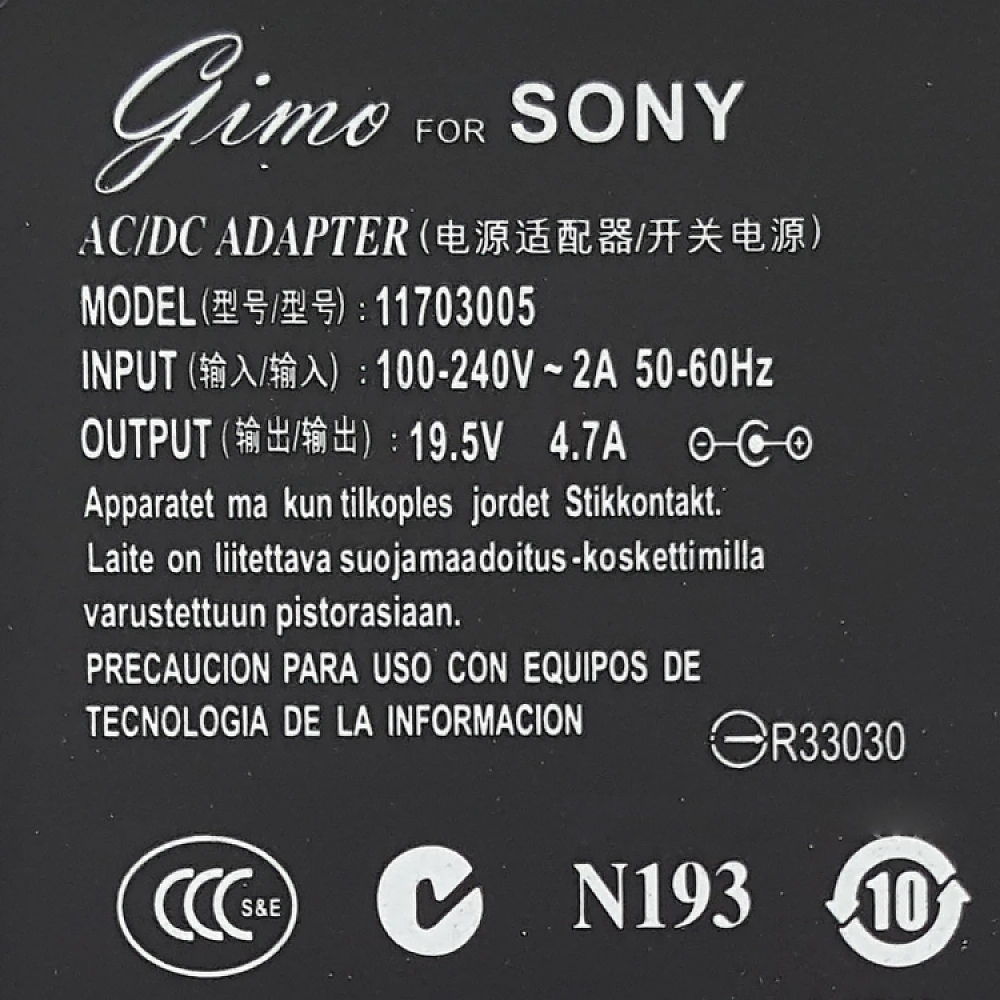 Gimo FOR SONY
AC/DC ADAPTER (电源适配器/开关电源)
MODEL (型号/型号) : 11703005
INPUT (输入/输入) : 100-240V ~ 2A 50-60Hz
OUTPUT (输出/输出) : 19.5V 4.7A
Apparatet ma kun tilkoples jordet Stikkontakt.
Laite on liitettava suojamaadoitus-koskettimilla
varustettuun pistorasiaan.
PRECAUCION PARA USO CON EQUIPOS DE
TECNOLOGIA DE LA INFORMACION
R33030
CCC S&E N193 10